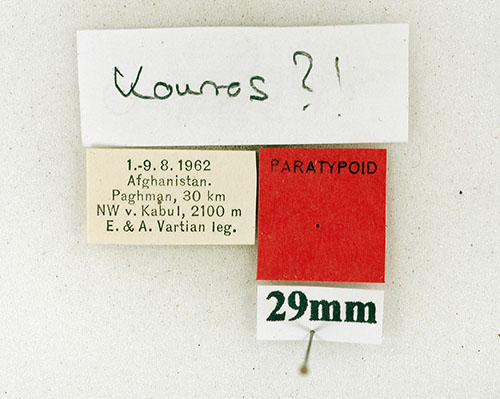 Kouros ?!
1.-9.8.1962
Afghanistan.
Paghman, 30 km
NW v. Kabul, 2100 m
E. & A. Vartian leg.
PARATYPOID
29mm